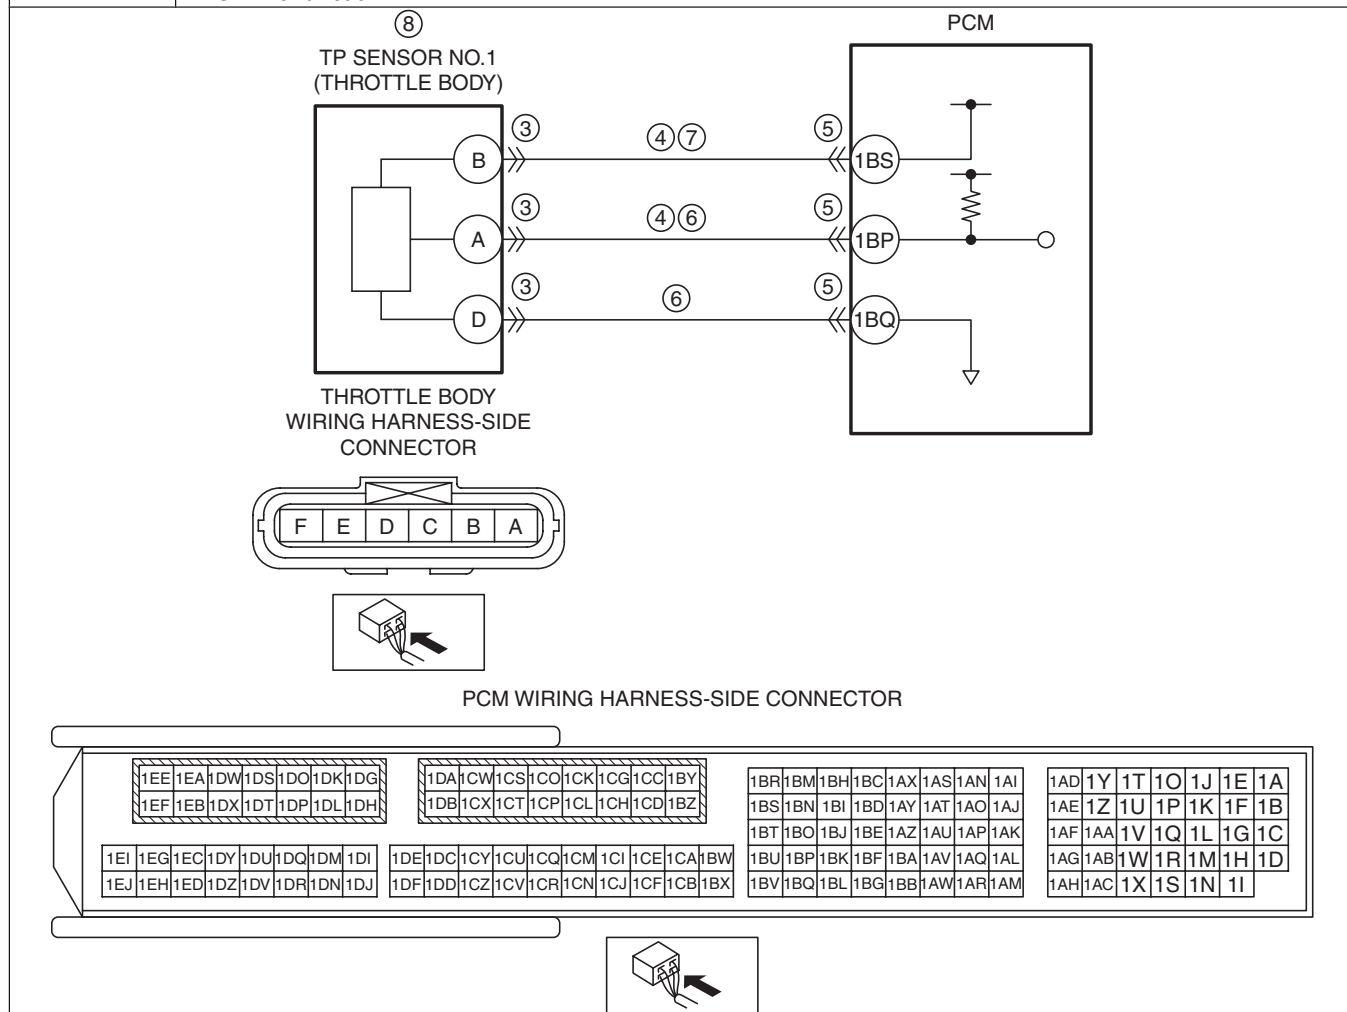 8
PCM
TP SENSOR NO.1
(THROTTLE BODY)
B 3 4 7 5 1BS
A 3 4 6 5 1BP
D 3 6 5 1BQ
THROTTLE BODY
WIRING HARNESS-SIDE
CONNECTOR
F E D C B A
PCM WIRING HARNESS-SIDE CONNECTOR
1EE 1EA 1DW 1DS 1DO 1DK 1DG 1DA 1CW 1CS 1CO 1CK 1CG 1CC 1BY 1BR 1BM 1BH 1BC 1AX 1AS 1AN 1AI 1AD 1Y 1T 1O 1J 1E 1A
1EF 1EB 1DX 1DT 1DP 1DL 1DH 1DB 1CX 1CT 1CP 1CL 1CH 1CD 1BZ 1BS 1BN 1BI 1BD 1AY 1AT 1AO 1AJ 1AE 1Z 1U 1P 1K 1F 1B
1BT 1BO 1BJ 1BE 1AZ 1AU 1AP 1AK 1AF 1AA 1V 1Q 1L 1G 1C
1EI 1EG 1EC 1DY 1DU 1DQ 1DM 1DI 1DE 1DC 1CY 1CU 1CQ 1CM 1CI 1CE 1CA 1BW 1BU 1BP 1BK 1BF 1BA 1AV 1AQ 1AL 1AG 1AB 1W 1R 1M 1H 1D
1EJ 1EH 1ED 1DZ 1DV 1DR 1DN 1DJ 1DF 1DD 1CZ 1CV 1CR 1CN 1CJ 1CF 1CB 1BX 1BV 1BQ 1BL 1BG 1BB 1AW 1AR 1AM 1AH 1AC 1X 1S 1N 1I